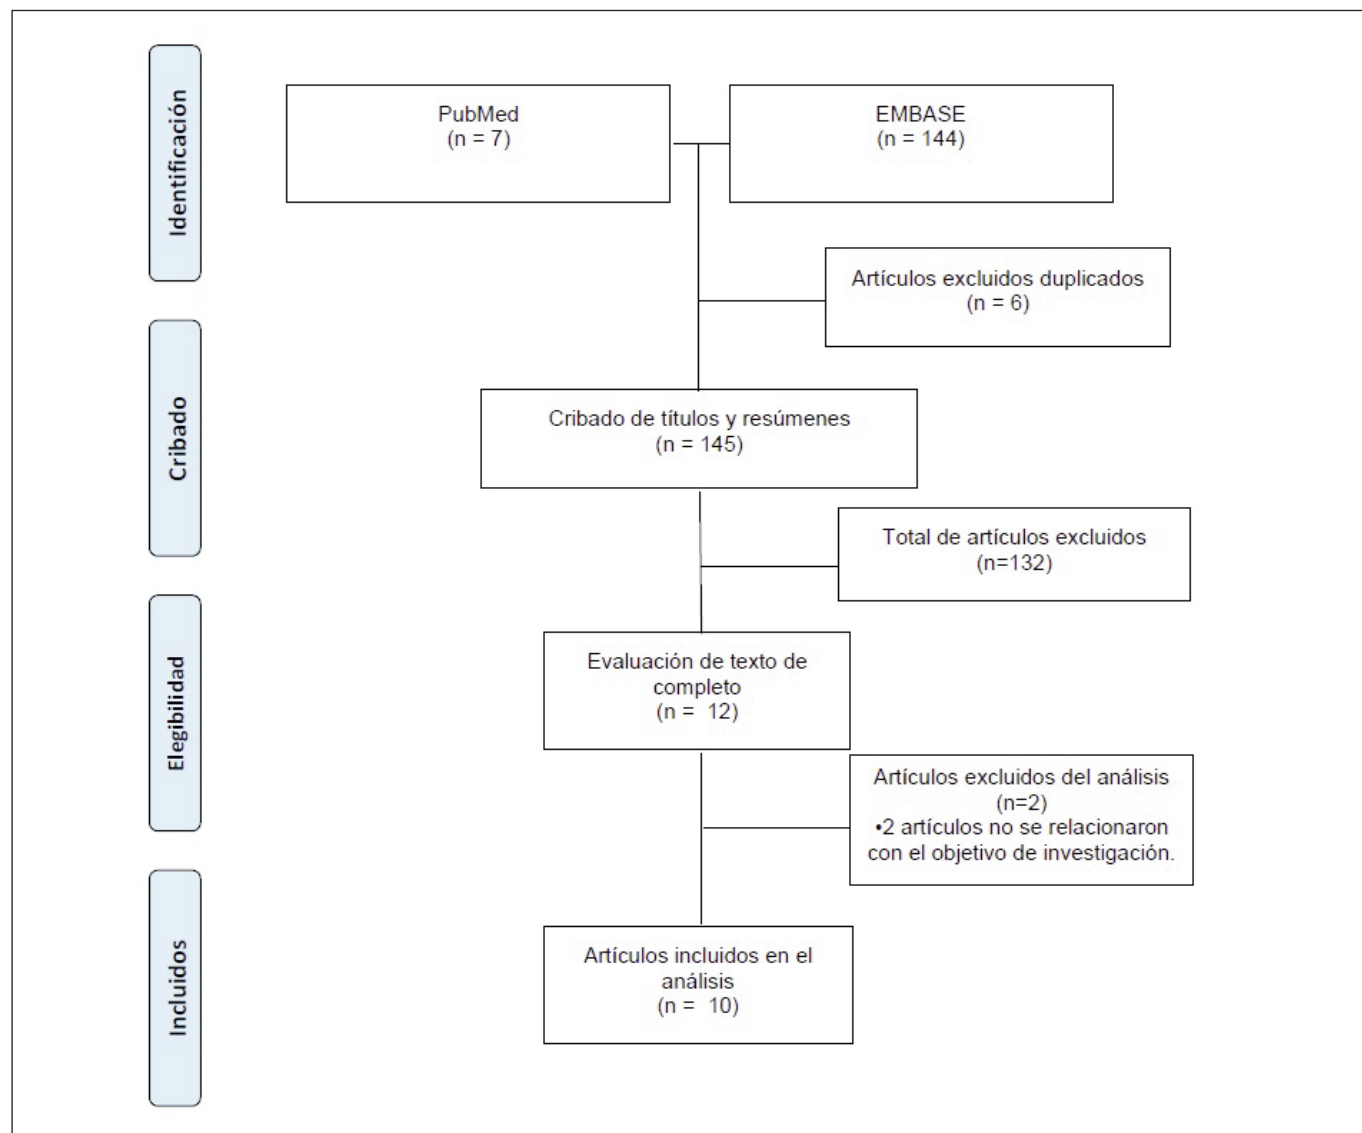 Identificación
PubMed
(n = 7)
EMBASE
(n = 144)
Artículos excluidos duplicados
(n = 6)
Cribado
Cribado de títulos y resúmenes
(n = 145)
Total de artículos excluidos
(n=132)
Elegibilidad
Evaluación de texto de
completo
(n =  12)
Artículos excluidos del análisis
(n=2)
•2 artículos no se relacionaron
con el objetivo de investigación.
Incluidos
Artículos incluidos en el
análisis
(n =  10)